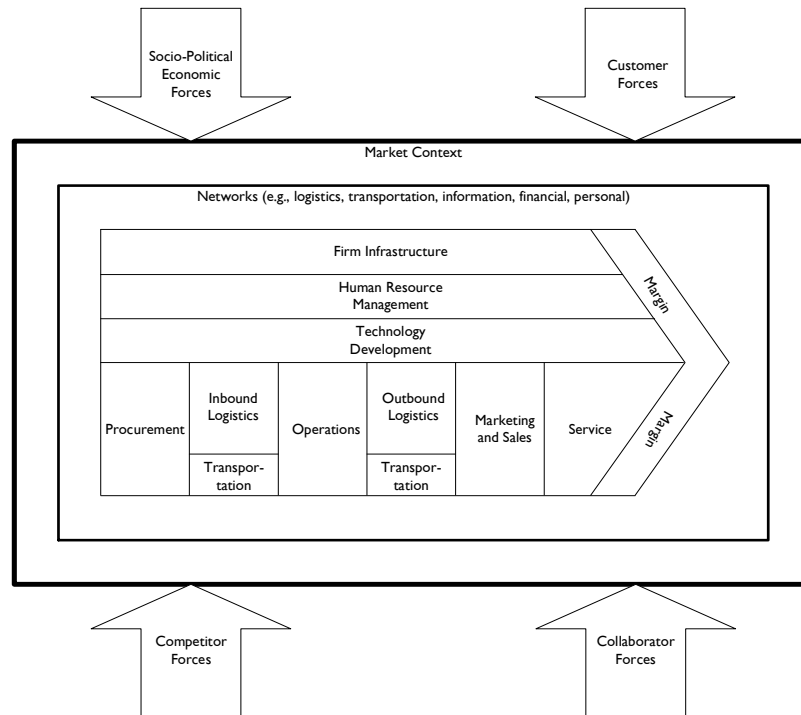 Socio-Political
Economic
Forces
Customer
Forces
Market Context
Networks (e.g., logistics, transportation, information, financial, personal)
Firm Infrastructure
Human Resource
Management
Technology
Development
Margin
Procurement
Inbound
Logistics
Transpor-
tation
Operations
Outbound
Logistics
Transpor-
tation
Marketing
and Sales
Service
Margin
Competitor
Forces
Collaborator
Forces